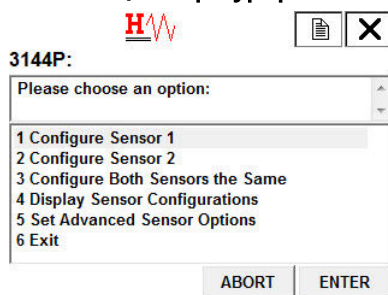 H
3144P:
Please choose an option:
1 Configure Sensor 1
2 Configure Sensor 2
3 Configure Both Sensors the Same
4 Display Sensor Configurations
5 Set Advanced Sensor Options
6 Exit
ABORT ENTER